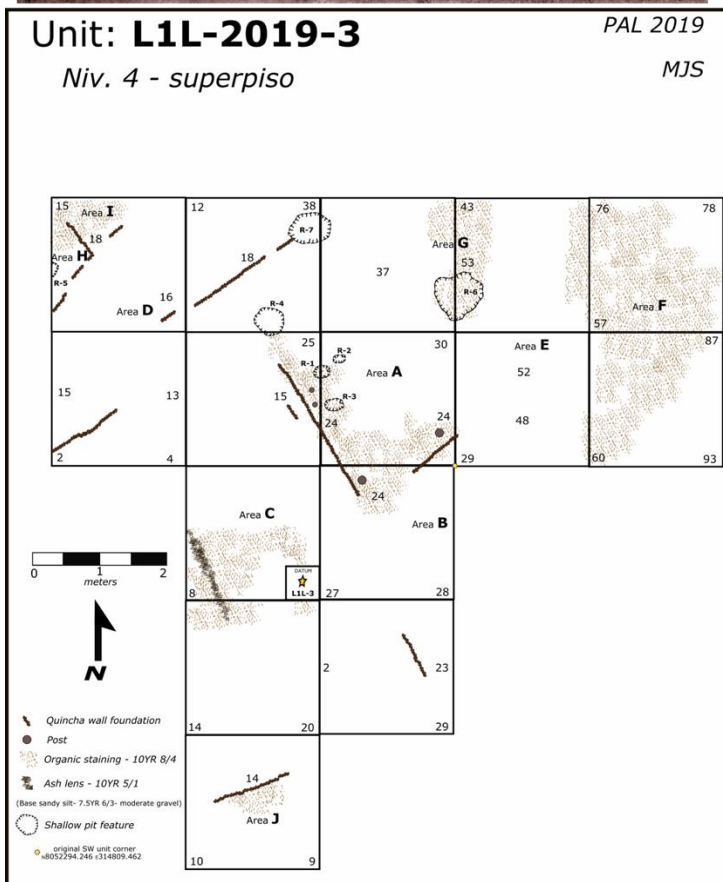 Unit: L1L-2019-3
PAL 2019
Niv. 4 - superpiso
MJS
15
Area I
12
38
43
76
78
18
R-7
Area G
Area H
18
53
R-5
37
R-6
16
R-4
Area D
Area F
57
25
30
Area E
87
R-2
R-1
Area A
52
15
15
13
R-3
24
24
48
2
4
29
60
93
24
Area C
Area B
0
1
2
meters
DATUM
8
L1L-3
27
28
N
2
23
14
20
29
Quincha wall foundation
Post
Organic staining - 10YR 8/4
Ash lens - 10YR 5/1
(Base sandy silt- 7.5YR 6/3- moderate gravel)
Shallow pit feature
original SW unit corner
N8052294.246 E314809.462
14
Area J
10
9